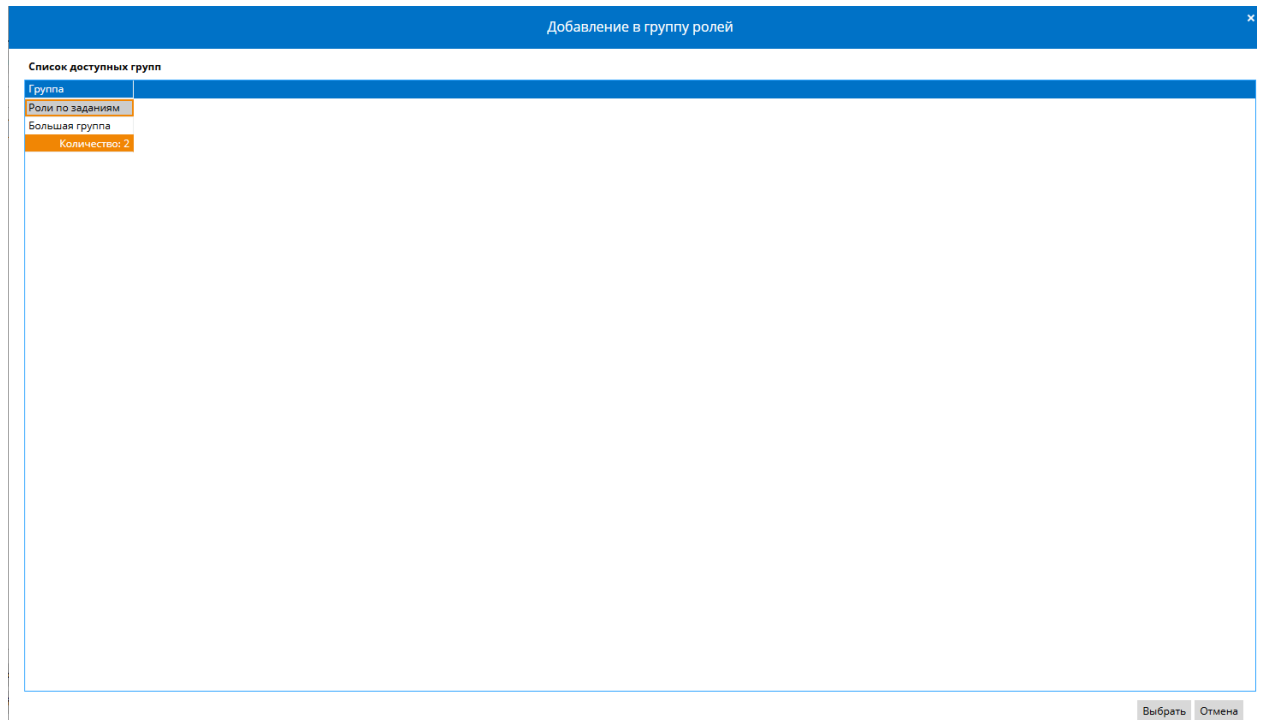 Добавление в группу ролей
×
Список доступных групп
Группа
Роли по заданиям
Большая группа
Количество: 2
Выбрать Отмена